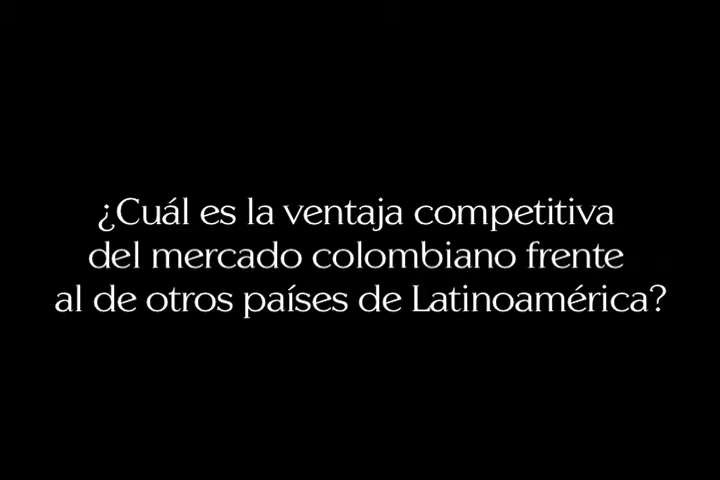 ¿Cuál es la ventaja competitiva
del mercado colombiano frente
al de otros países de Latinoamérica?